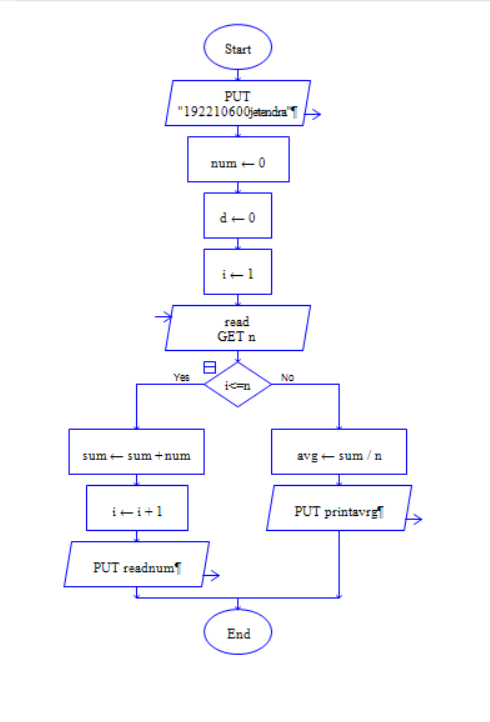 Start
PUT
"192210600jetendra"¶
num ← 0
d ← 0
i ← 1
read
GET n
i<=n
Yes
No
sum ← sum + num
avg ← sum / n
i ← i + 1
PUT printavrg¶
PUT readnum¶
End